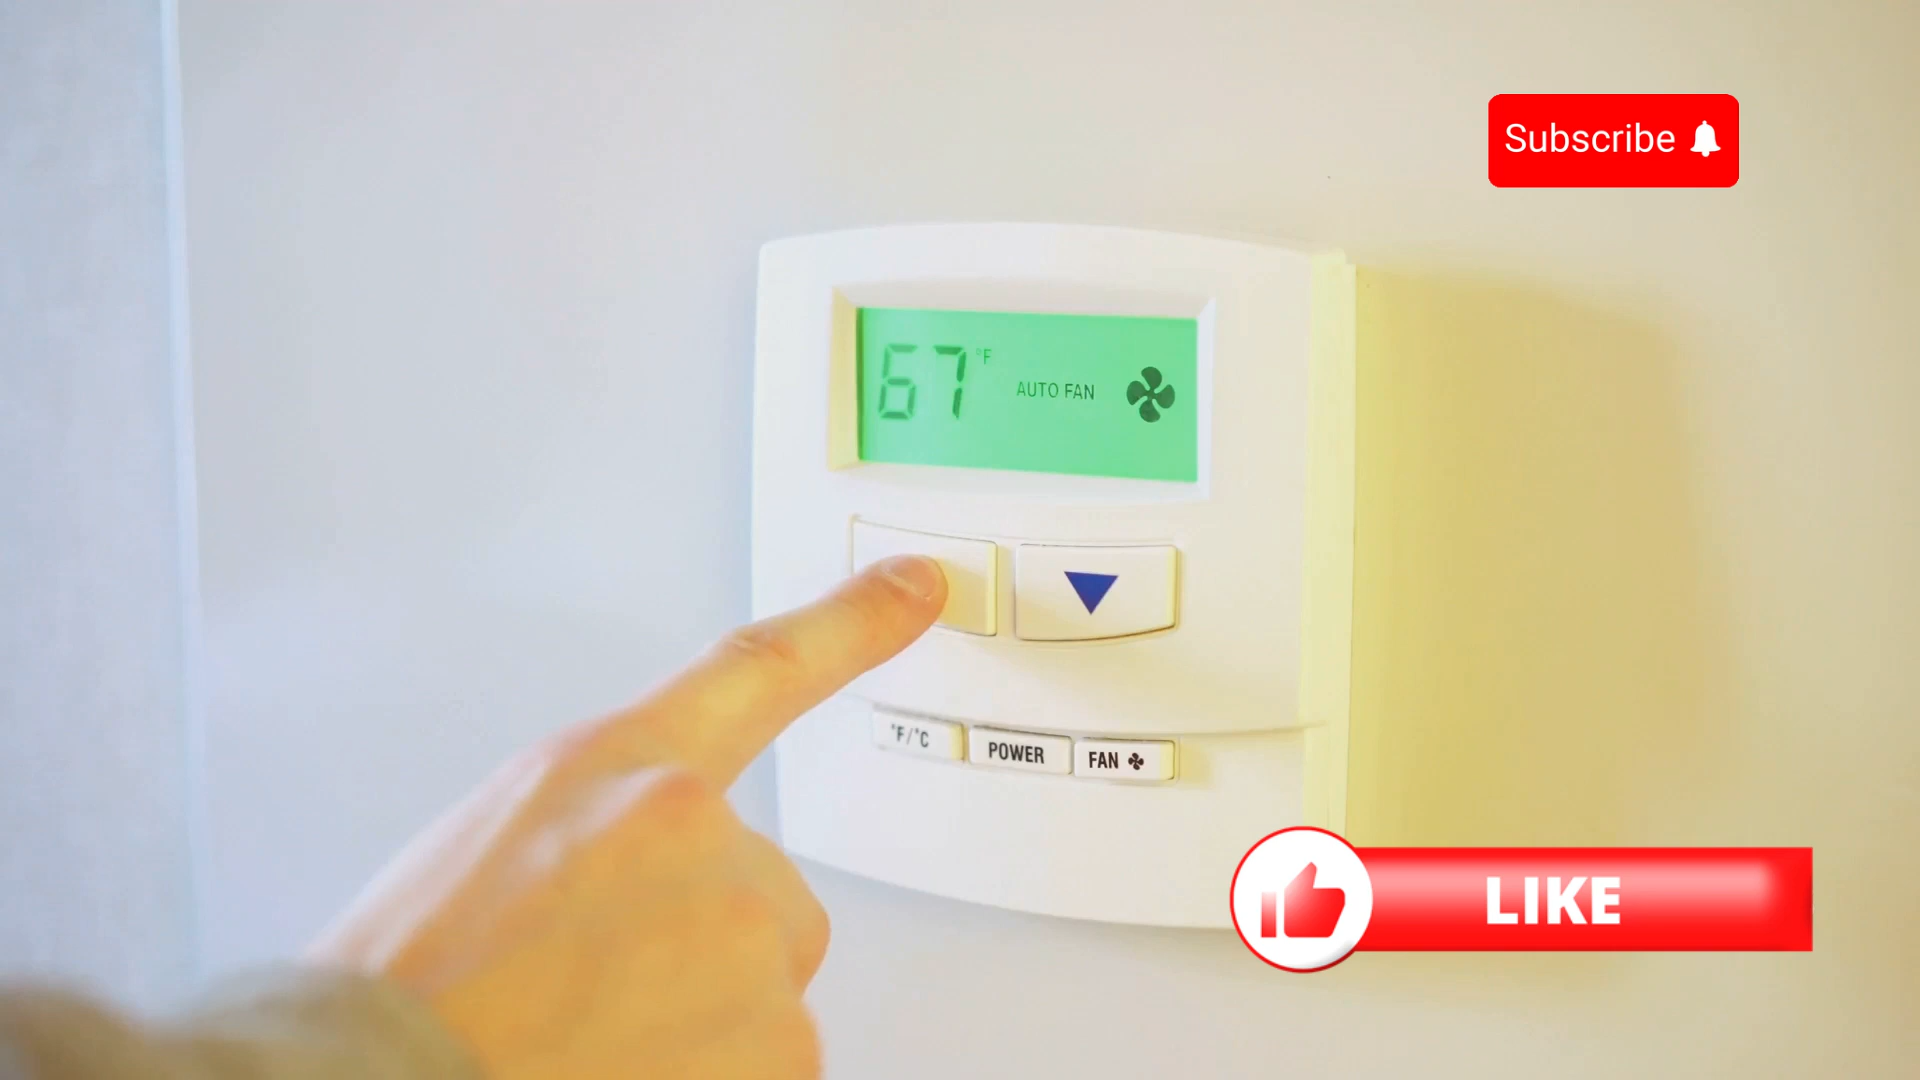 Subscribe
67 °F
AUTO FAN
°F/°C
POWER
FAN
LIKE